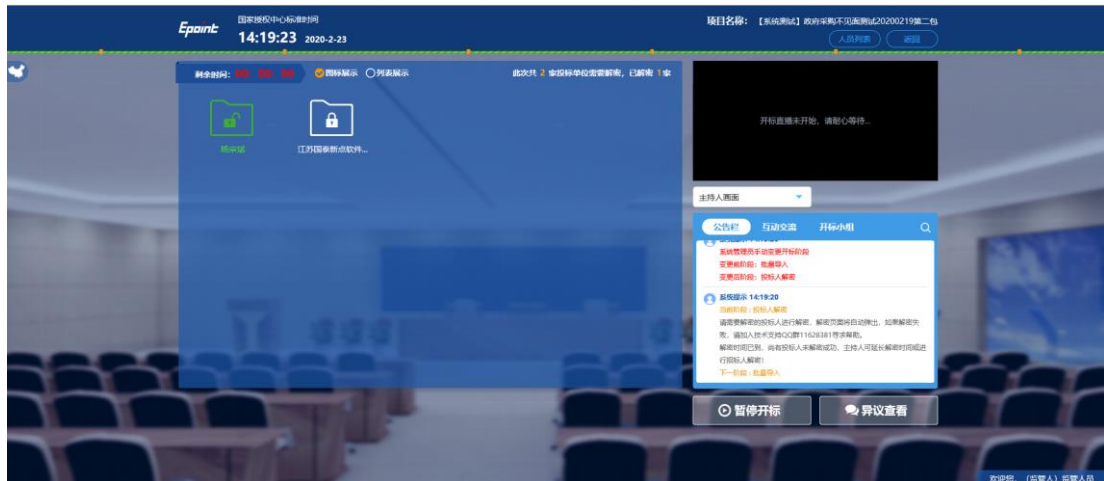 Epoint
国家授权中心标准时间
14:19:23 2020-2-23
项目名称: 【系统测试】政府采购不见面测试20200219第二包
人员列表 返回
剩余时间: 00: 00: 00 图标展示 列表展示 此次共 2 家投标单位需要解密，已解密 1家
江苏国泰新点软件...
开标直播未开始，请耐心等待...
主持人画面
公告栏 互动交流 开标小组
系统管理员手动变更开标阶段
变更前阶段：批量导入
变更后阶段：投标人解密
系统提示 14:19:20
当前阶段：投标人解密
请需要解密的投标人进行解密，解密页面将自动弹出，如果解密失
败，请加入技术支持QQ群11628381寻求帮助。
解密时间已到，尚有投标人未解密成功，主持人可延长解密时间或进
行招标人解密！
下一阶段：批量导入
暂停开标 异议查看
欢迎您，（监管人）监管人员